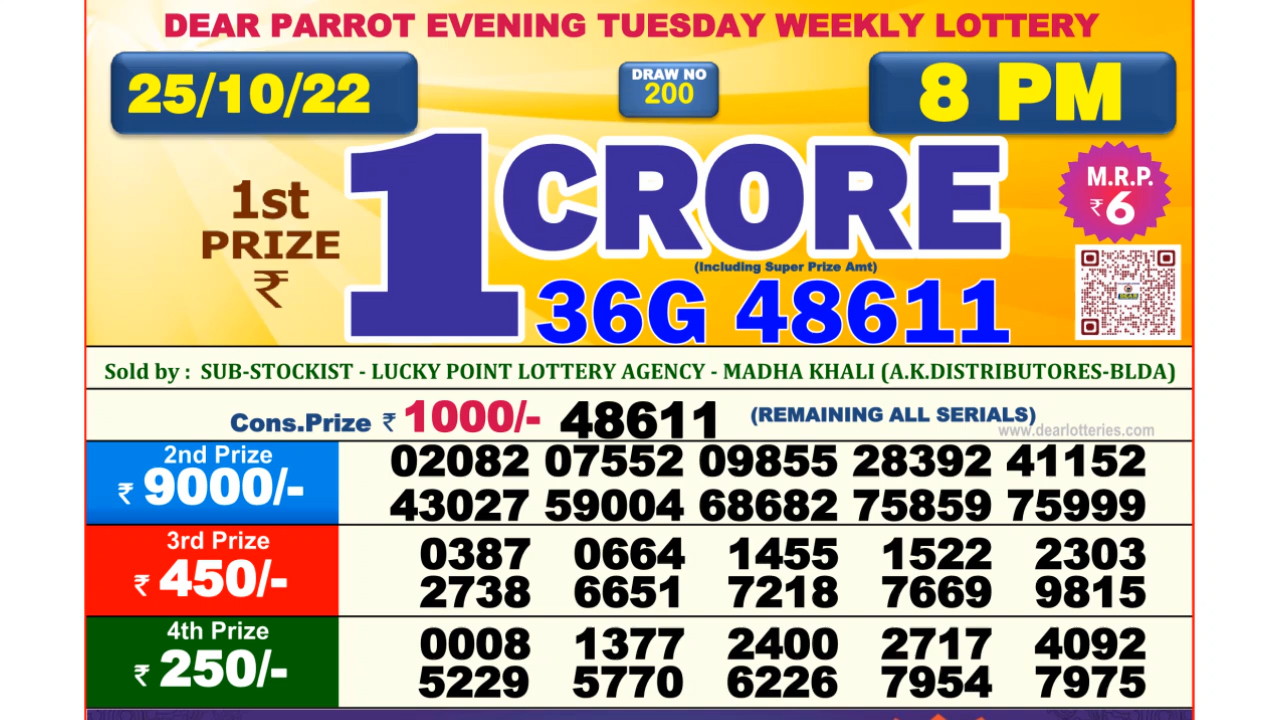 DEAR PARROT EVENING TUESDAY WEEKLY LOTTERY
25/10/22
DRAW NO
200
8 PM
1st
PRIZE
₹
1 CRORE
(Including Super Prize Amt)
36G 48611
M.R.P.
₹ 6
Sold by : SUB-STOCKIST - LUCKY POINT LOTTERY AGENCY - MADHA KHALI (A.K.DISTRIBUTORES-BLDA)
Cons.Prize ₹ 1000/- 48611 (REMAINING ALL SERIALS)
www.dearlotteries.com
2nd Prize
₹ 9000/-
02082 07552 09855 28392 41152
43027 59004 68682 75859 75999
3rd Prize
₹ 450/-
0387 0664 1455 1522 2303
2738 6651 7218 7669 9815
4th Prize
₹ 250/-
0008 1377 2400 2717 4092
5229 5770 6226 7954 7975